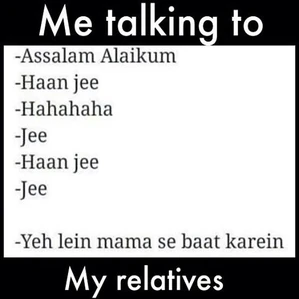 Me talking to
-Assalam Alaikum
-Haan jee
-Hahahaha
-Jee
-Haan jee
-Jee
-Yeh lein mama se baat karein
My relatives